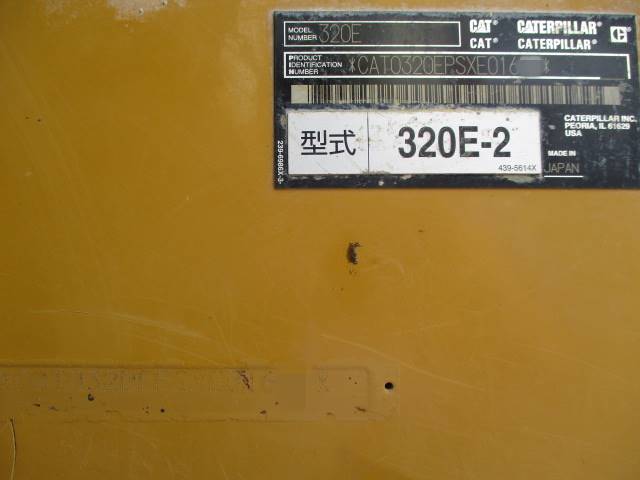 MODEL NUMBER 320E
CAT CATERPILLAR
CAT® CATERPILLAR®
PRODUCT IDENTIFICATION NUMBER *CAT0320EPSXE016 *
CATERPILLAR INC.
PEORIA, IL 61629
USA
型式 320E-2
439-5614X
MADE IN
JAPAN